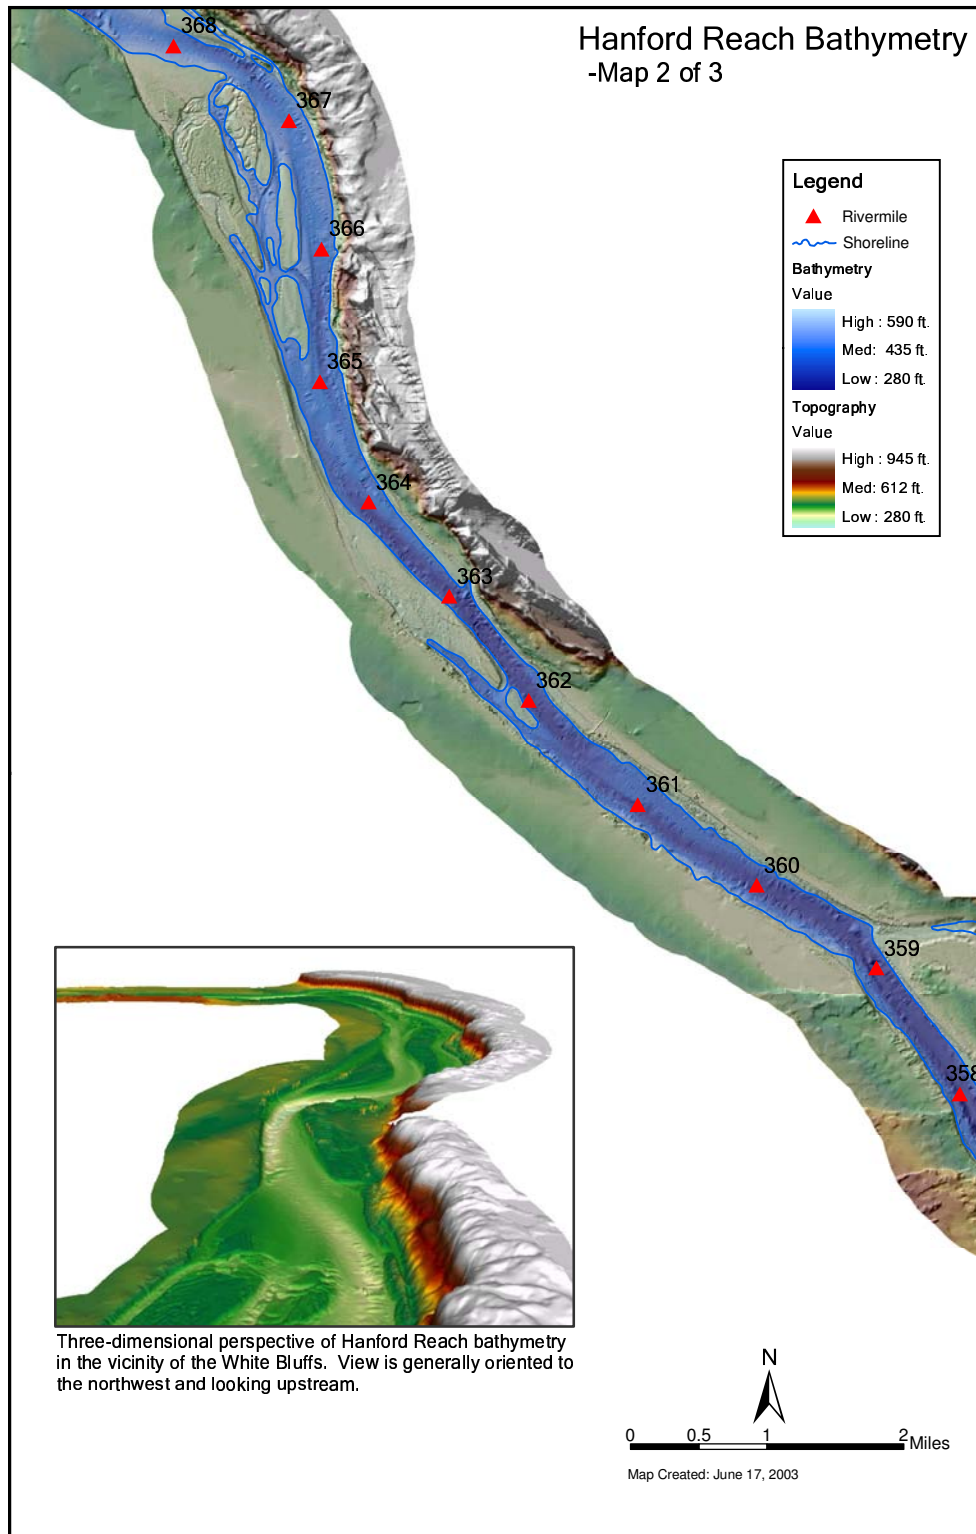 Hanford Reach Bathymetry
-Map 2 of 3
368
367
366
365
364
363
362
361
360
359
358
Legend
Rivermile
Shoreline
Bathymetry
Value
High : 590 ft.
Med: 435 ft.
Low : 280 ft.
Topography
Value
High : 945 ft.
Med: 612 ft.
Low : 280 ft.
Three-dimensional perspective of Hanford Reach bathymetry
in the vicinity of the White Bluffs. View is generally oriented to
the northwest and looking upstream.
N
0 0.5 1 2 Miles
Map Created: June 17, 2003